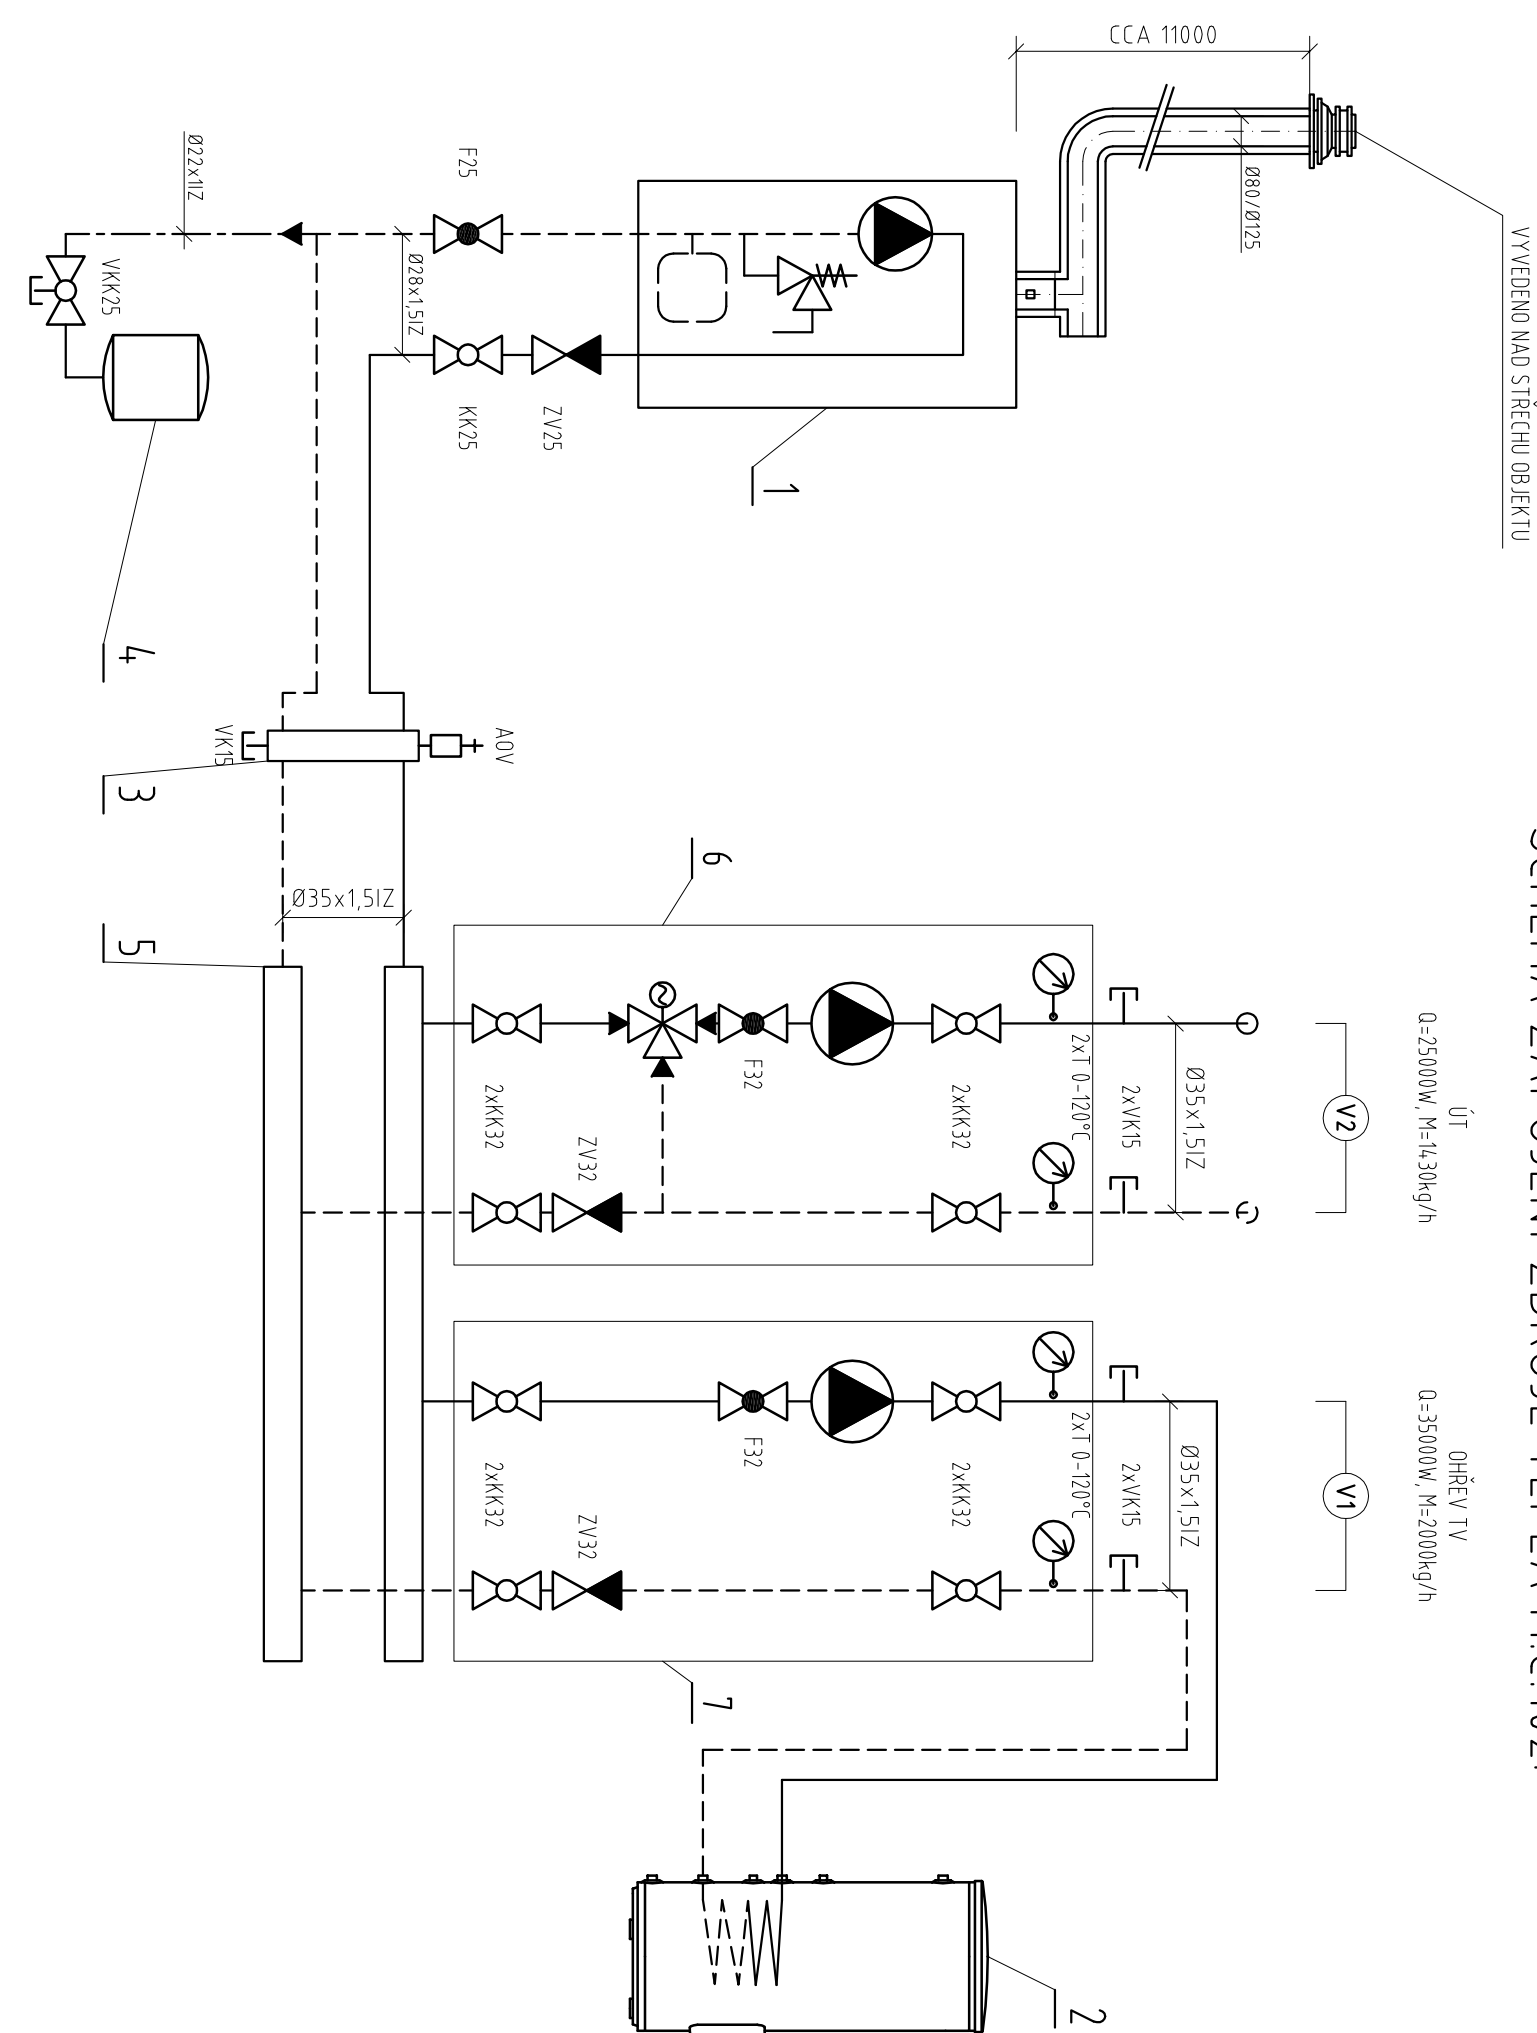 VYVEDENO NAD STŘECHU OBJEKTU
CCA 11000
Ø80/Ø125
1
F25
Ø22x1IZ
Ø28x1,5IZ
KK25
ZV25
VKK25
4
AOV
VK15
3
Ø35x1,5IZ
5
6
ÚT
Q=25000W, M=1430kg/h
V2
Ø35x1,5IZ
2xVK15
2xT 0-120°C
2xKK32
F32
2xKK32
ZV32
OHŘEV TV
Q=35000W, M=2000kg/h
V1
Ø35x1,5IZ
2xVK15
2xT 0-120°C
2xKK32
F32
2xKK32
ZV32
7
2